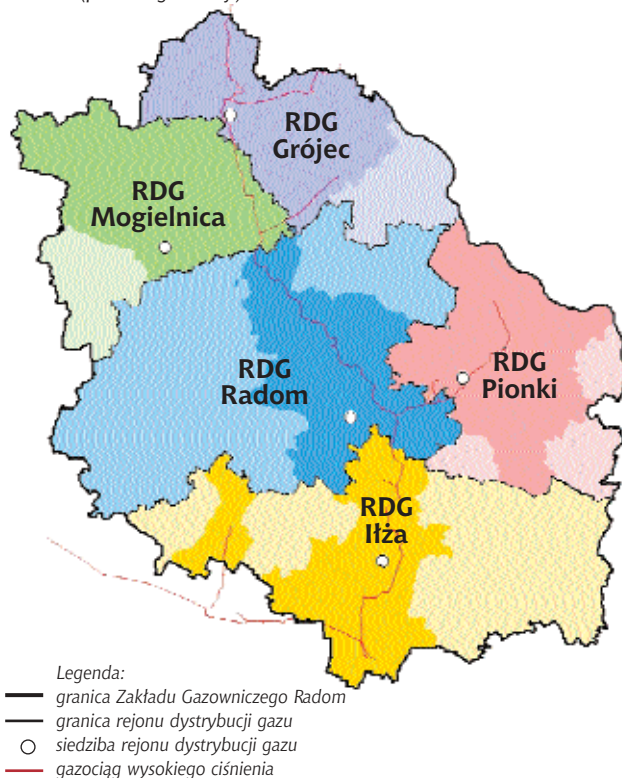 RDG
Grójec
RDG
Mogielnica
RDG
Radom
RDG
Pionki
RDG
Iłża
Legenda:
granica Zakładu Gazowniczego Radom
granica rejonu dystrybucji gazu
siedziba rejonu dystrybucji gazu
gazociąg wysokiego ciśnienia